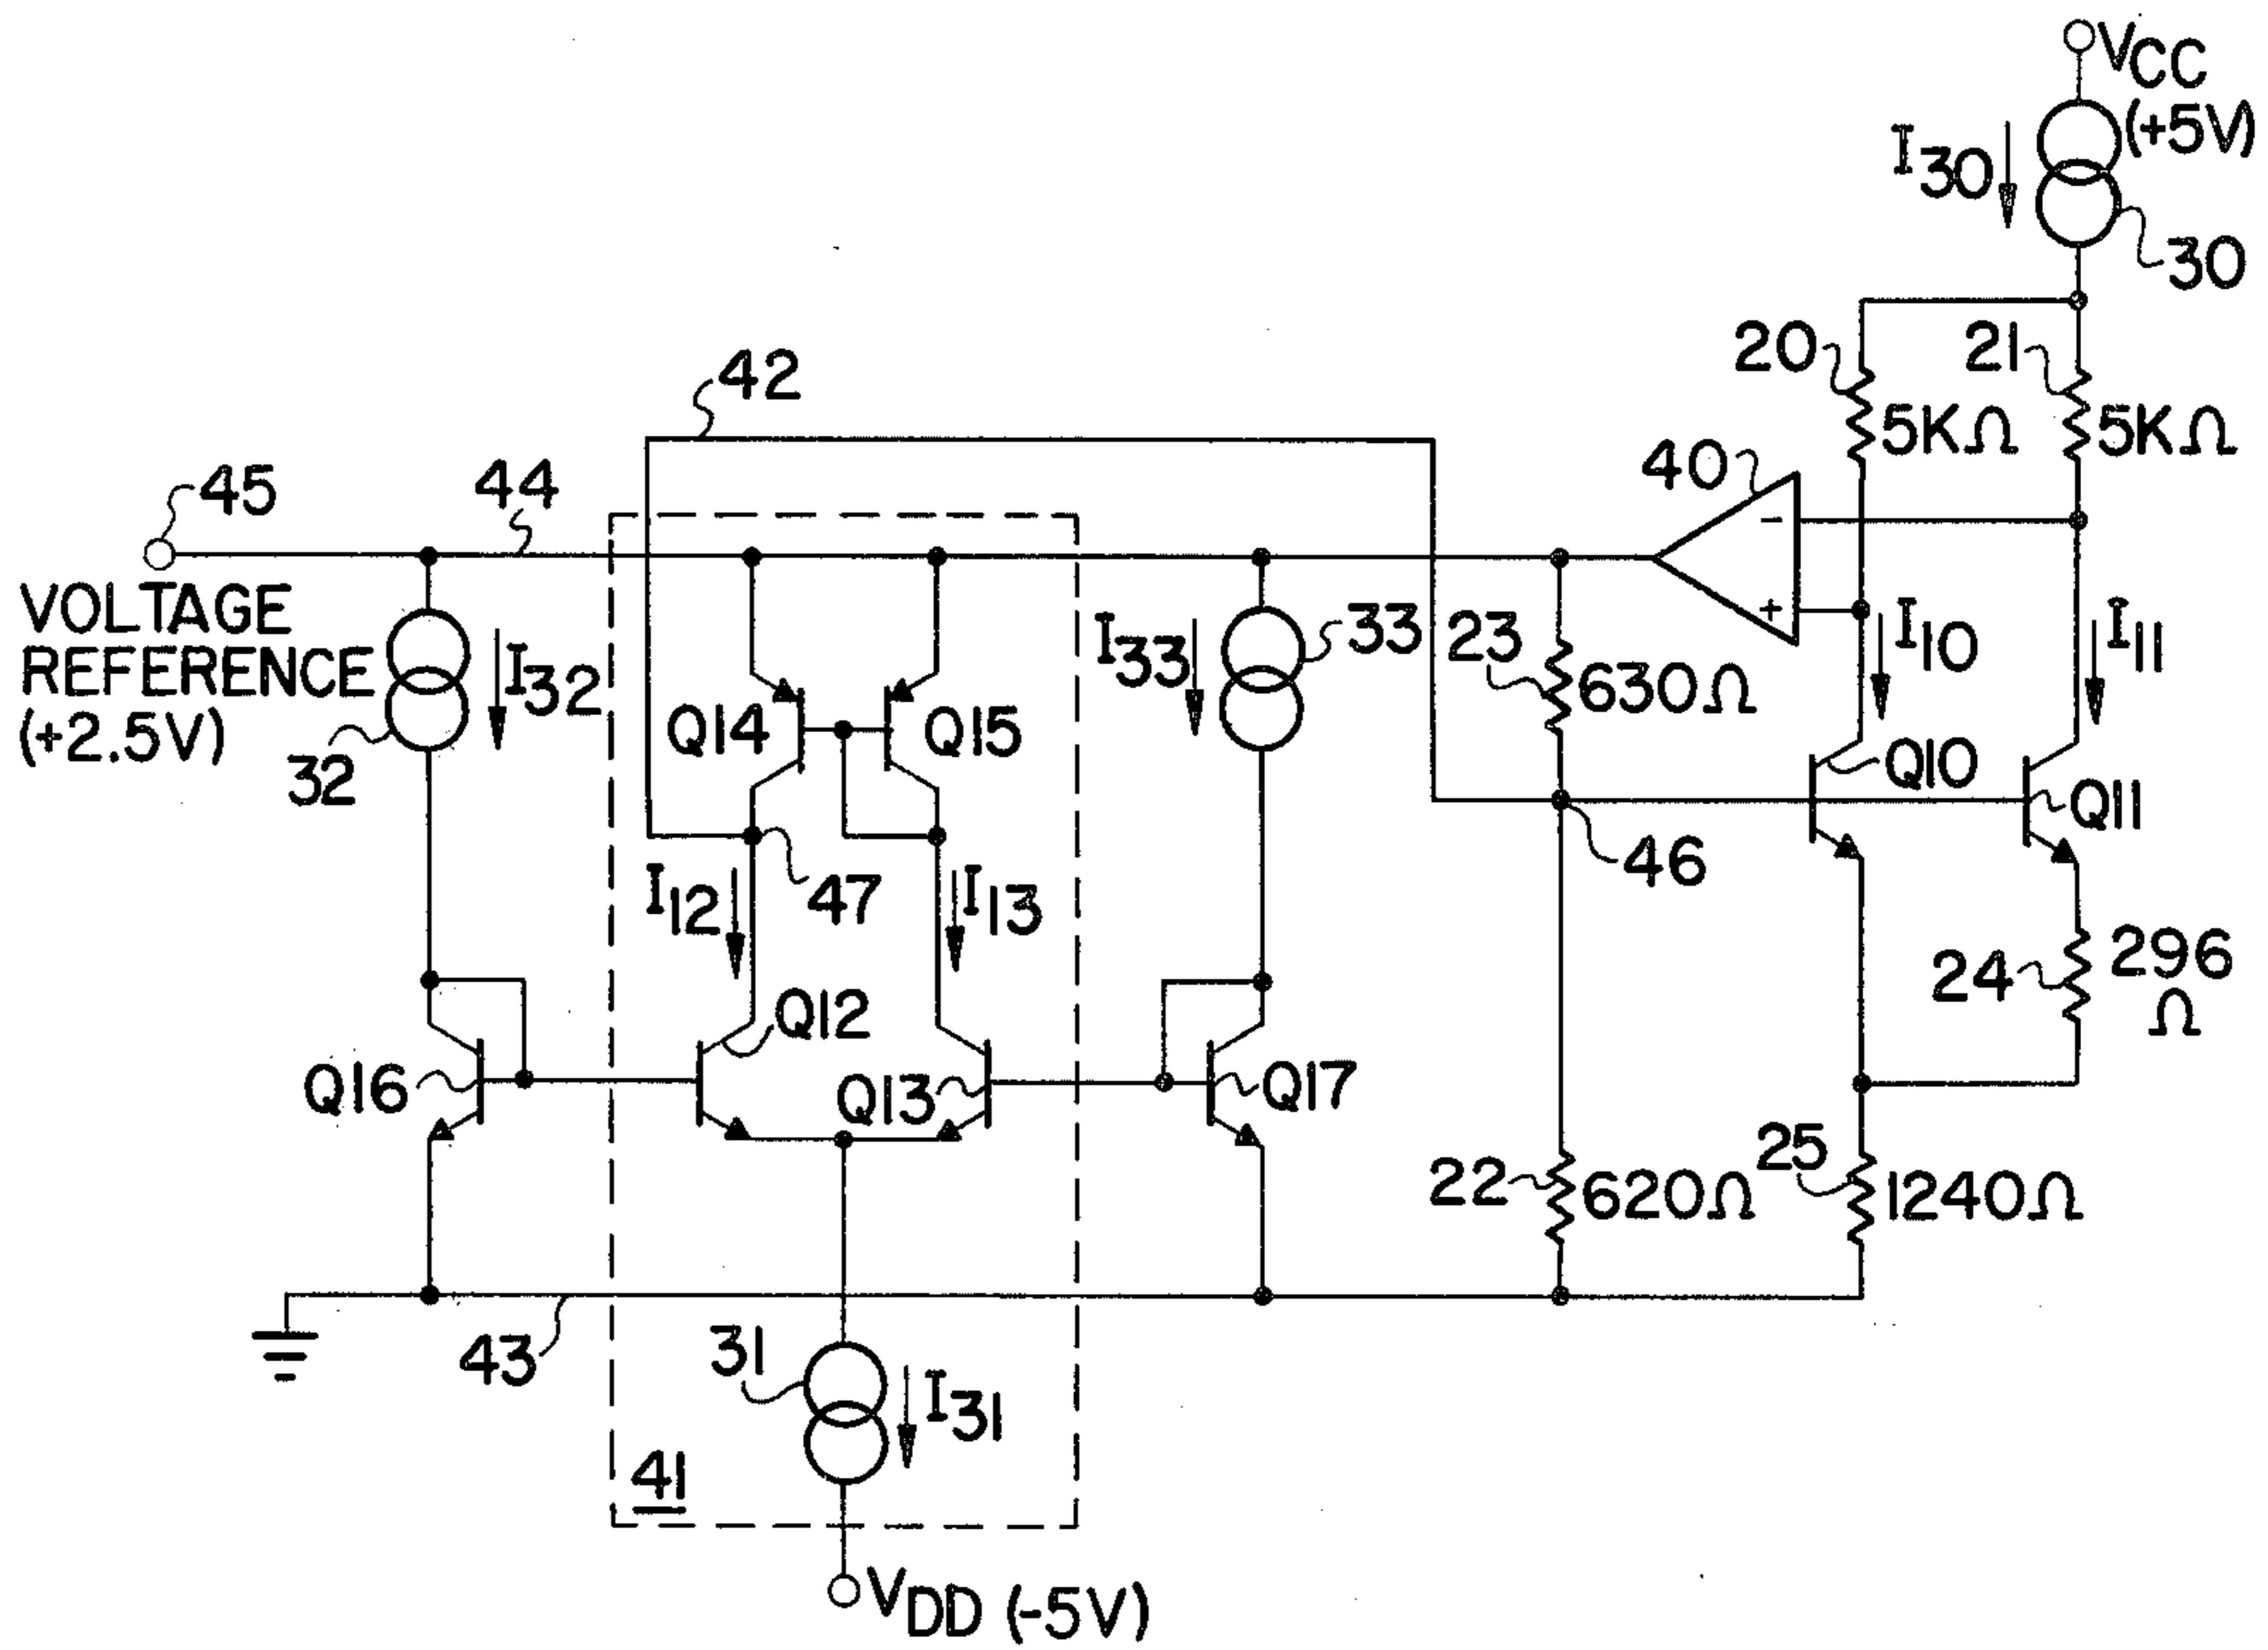 VCC
(+5V)
I30
30
20
21
5KΩ
5KΩ
42
40
45
44
−
+
VOLTAGE
REFERENCE
(+2.5V)
I32
32
Q14
Q15
I33
33
23
630Ω
I10
I11
Q10
Q11
46
I12
47
I13
24
296
Ω
Q16
Q12
Q13
Q17
22
620Ω
25
1240Ω
43
31
I31
41
VDD (-5V)